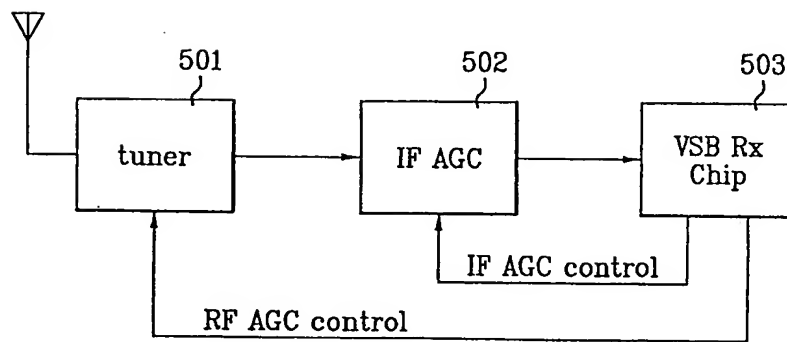 501
502
503
tuner
IF AGC
VSB Rx
Chip
IF AGC control
RF AGC control